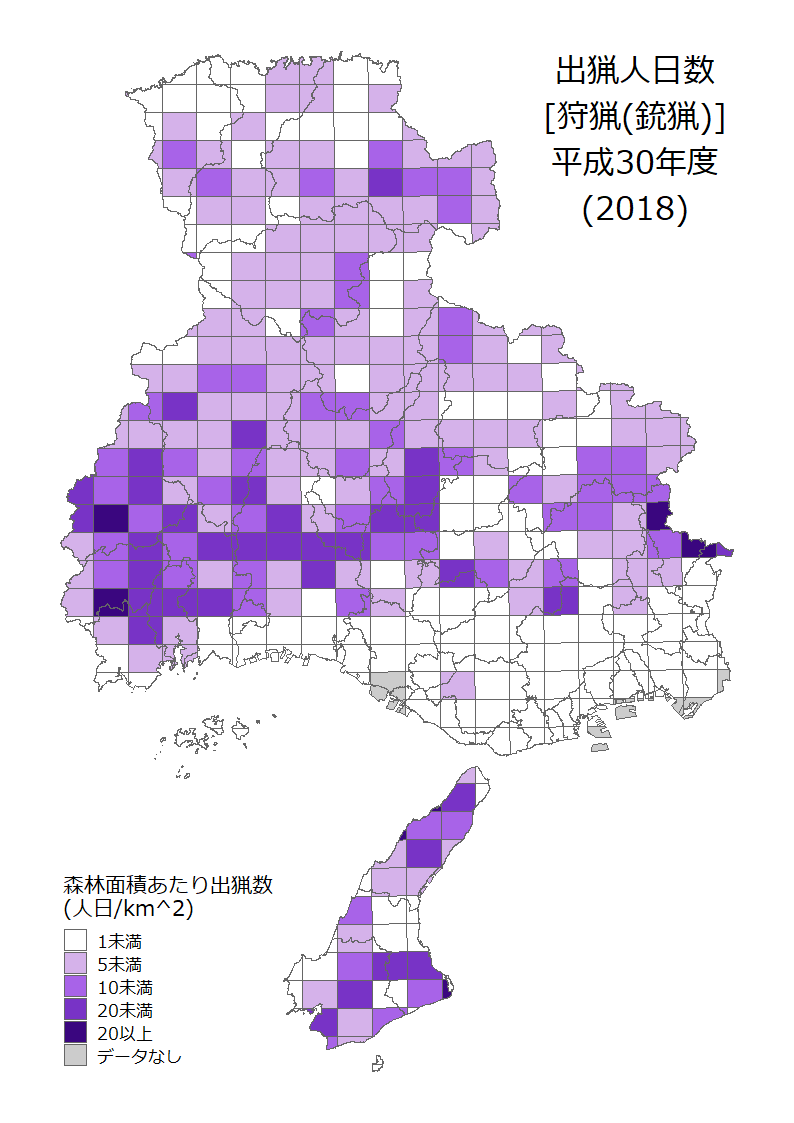 出猟人日数
[狩猟(銃猟)]
平成30年度
(2018)
森林面積あたり出猟数
(人日/km^2)
1未満
5未満
10未満
20未満
20以上
データなし